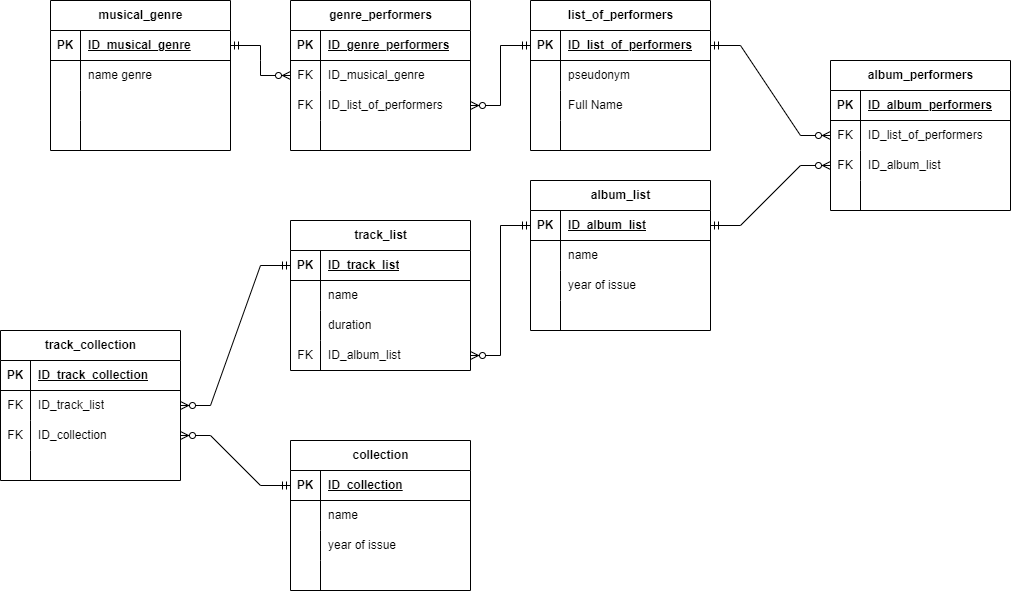 musical_genre
PK ID_musical_genre
name genre
genre_performers
PK ID_genre_performers
FK ID_musical_genre
FK ID_list_of_performers
list_of_performers
PK ID_list_of_performers
pseudonym
Full Name
album_performers
PK ID_album_performers
FK ID_list_of_performers
FK ID_album_list
album_list
PK ID_album_list
name
year of issue
track_list
PK ID_track_list
name
duration
FK ID_album_list
track_collection
PK ID_track_collection
FK ID_track_list
FK ID_collection
collection
PK ID_collection
name
year of issue